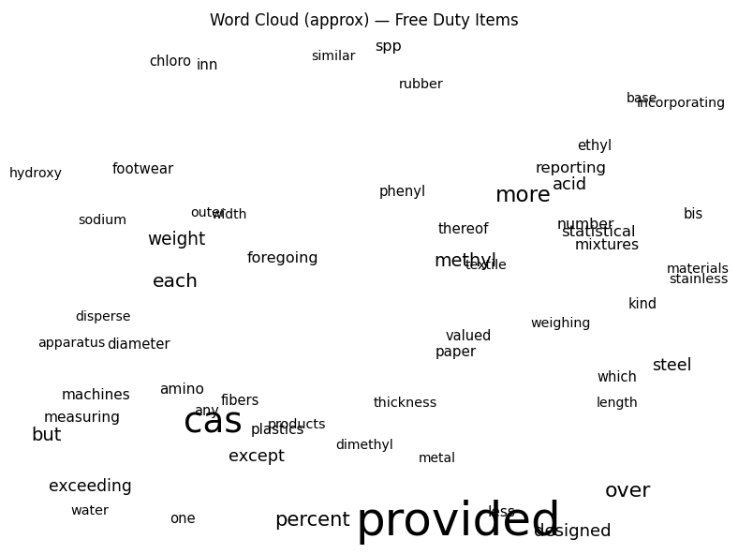 Word Cloud (approx) — Free Duty Items
spp
similar
chloro
inn
rubber
base
incorporating
ethyl
reporting
footwear
hydroxy
acid
phenyl
more
outer
width
bis
sodium
number
thereof
statistical
weight
mixtures
foregoing
methyl
textile
materials
stainless
each
kind
disperse
weighing
valued
apparatus
diameter
paper
steel
which
amino
machines
fibers
thickness
length
any
measuring
cas
products
plastics
but
dimethyl
except
metal
exceeding
over
water
less
one
percent
provided
designed